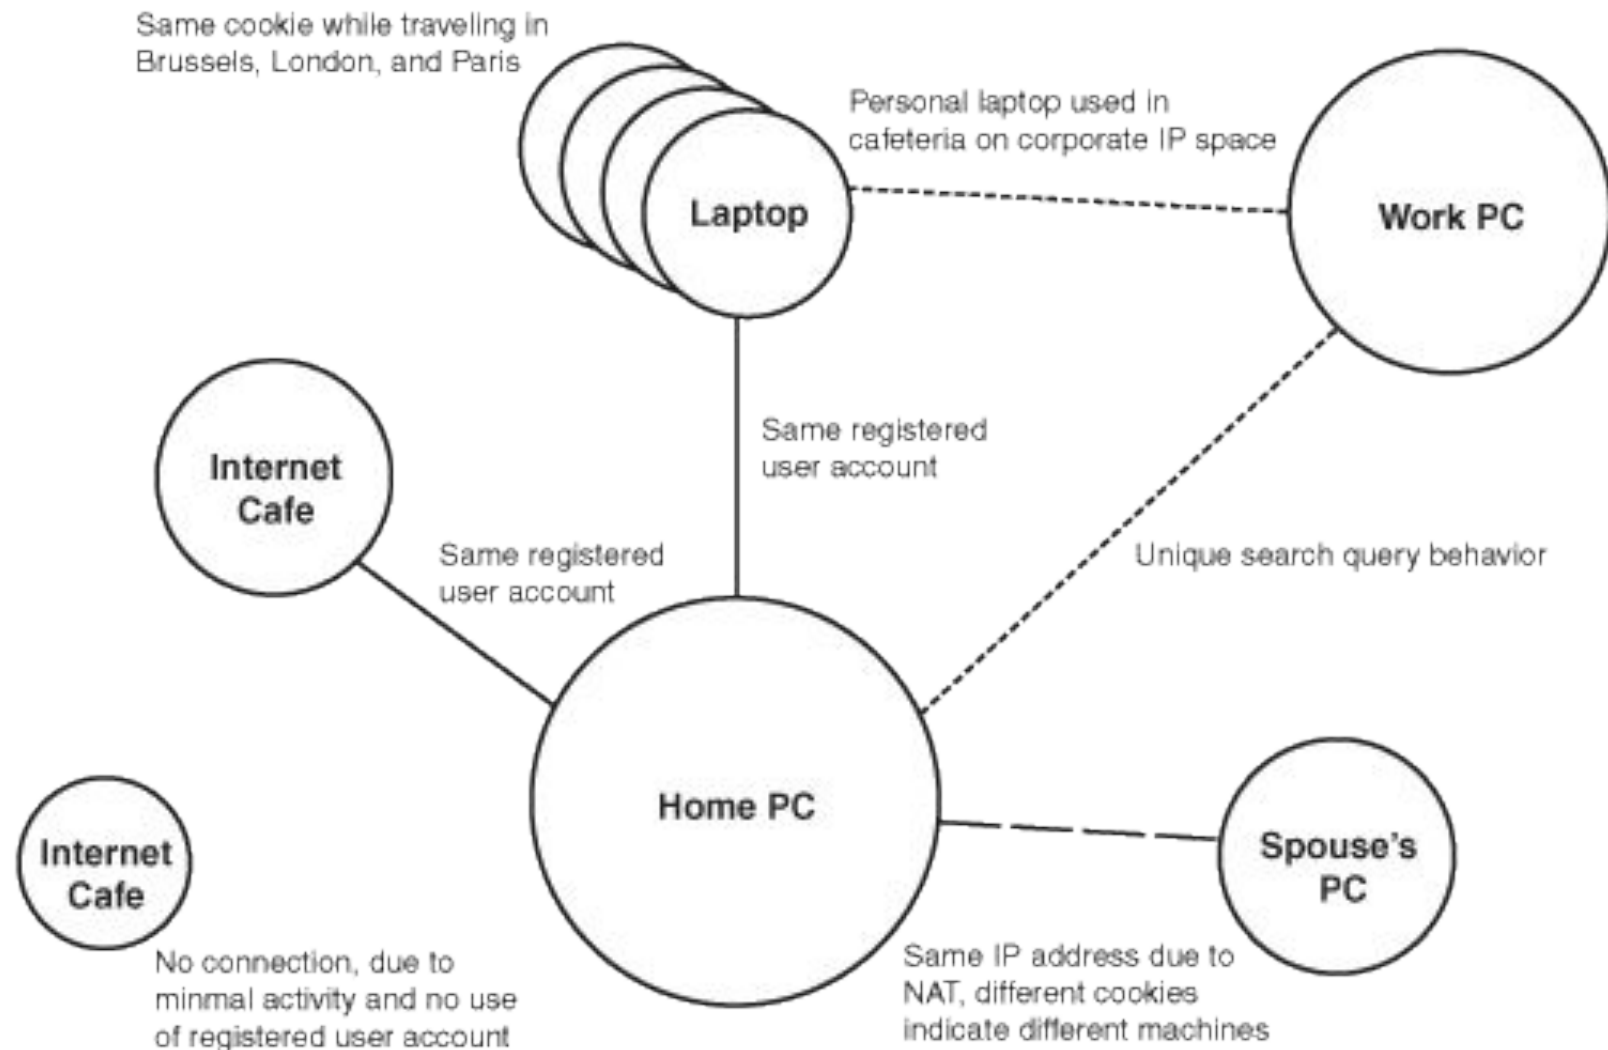 Same cookie while traveling in
Brussels, London, and Paris
Personal laptop used in
cafeteria on corporate IP space
Laptop
Work PC
Same registered
user account
Internet
Cafe
Same registered
user account
Unique search query behavior
Home PC
Spouse's
PC
Internet
Cafe
No connection, due to
minmal activity and no use
of registered user account
Same IP address due to
NAT, different cookies
indicate different machines